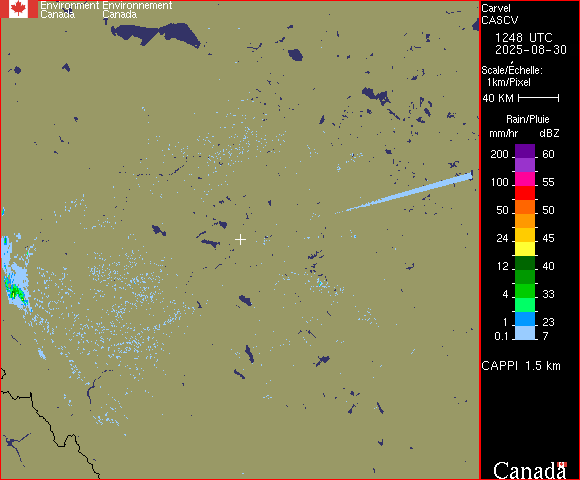 Environment Environnement
Canada Canada
Carvel
CASCV
1248 UTC
2025-08-30
Scale/Échelle:
1km/Pixel
40 KM
Rain/Pluie
mm/hr dBZ
200 60
100 55
50 50
24 45
12 40
4 33
1 23
0.1 7
CAPPI 1.5 km
Canada